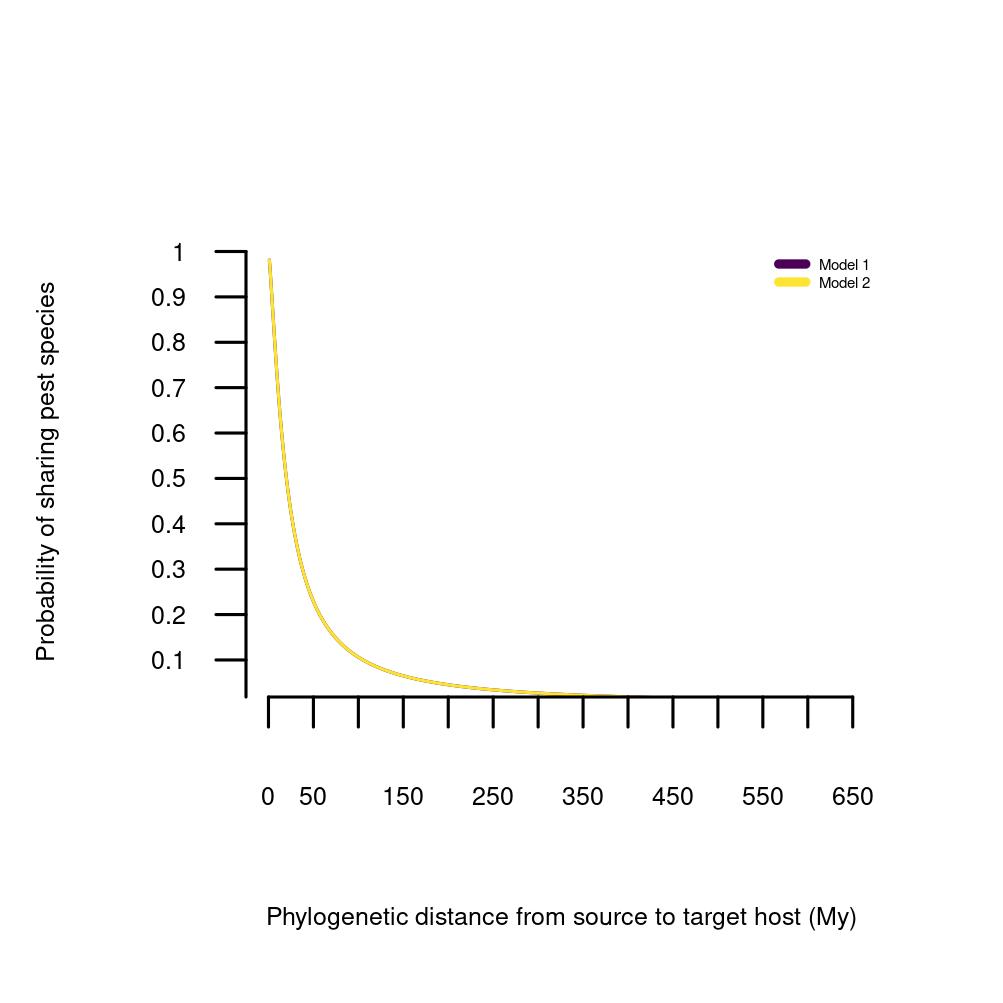 Probability of sharing pest species
1
0.9
0.8
0.7
0.6
0.5
0.4
0.3
0.2
0.1
Model 1
Model 2
0 50 150 250 350 450 550 650
Phylogenetic distance from source to target host (My)